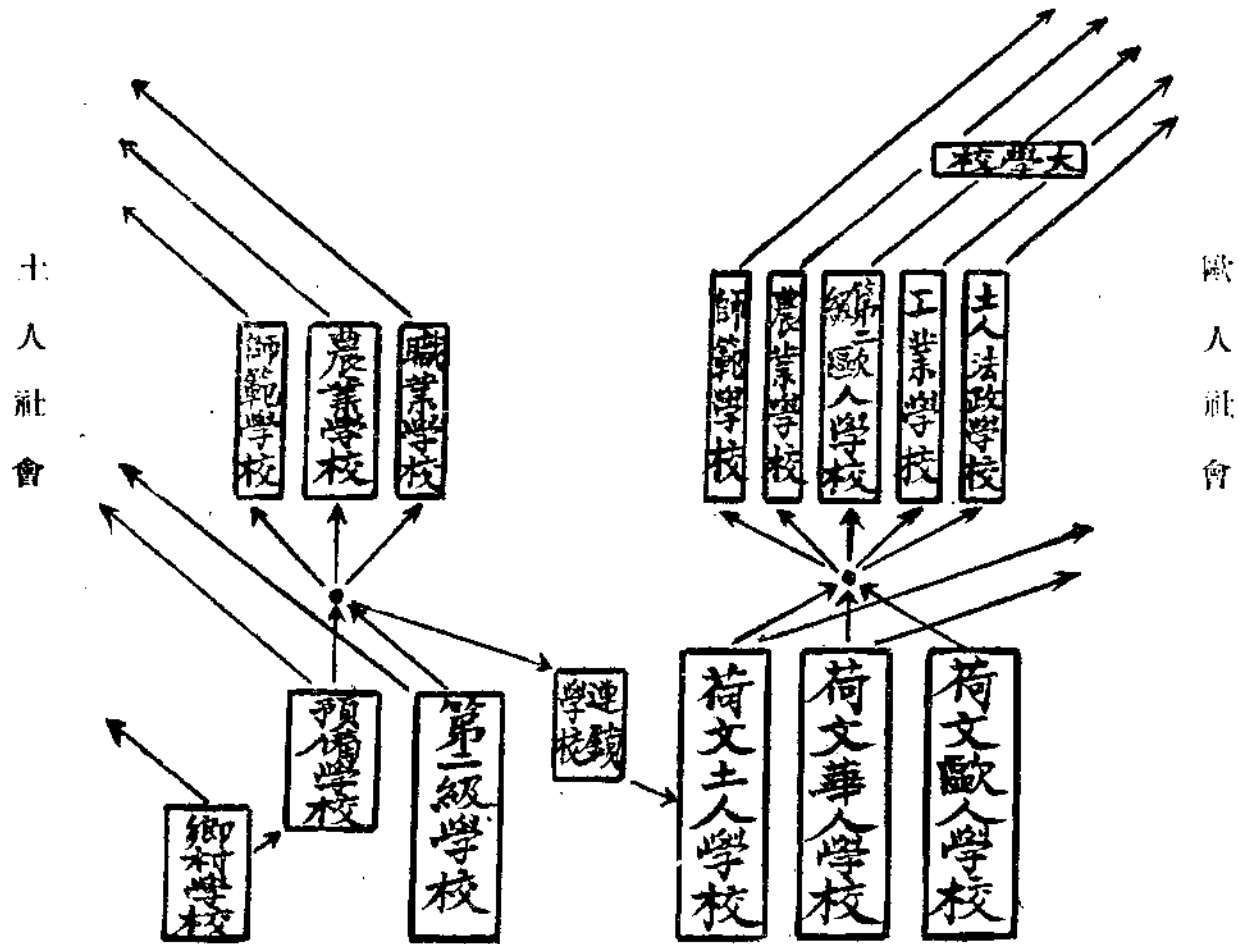 大學校
歐人社會
土人法政學校
工業學校
第二級歐人學校
農業學校
師範學校
職業學校
農業學校
師範學校
土人社會
荷文歐人學校
荷文華人學校
荷文土人學校
連鎖學校
第二級學校
預備學校
鄉村學校